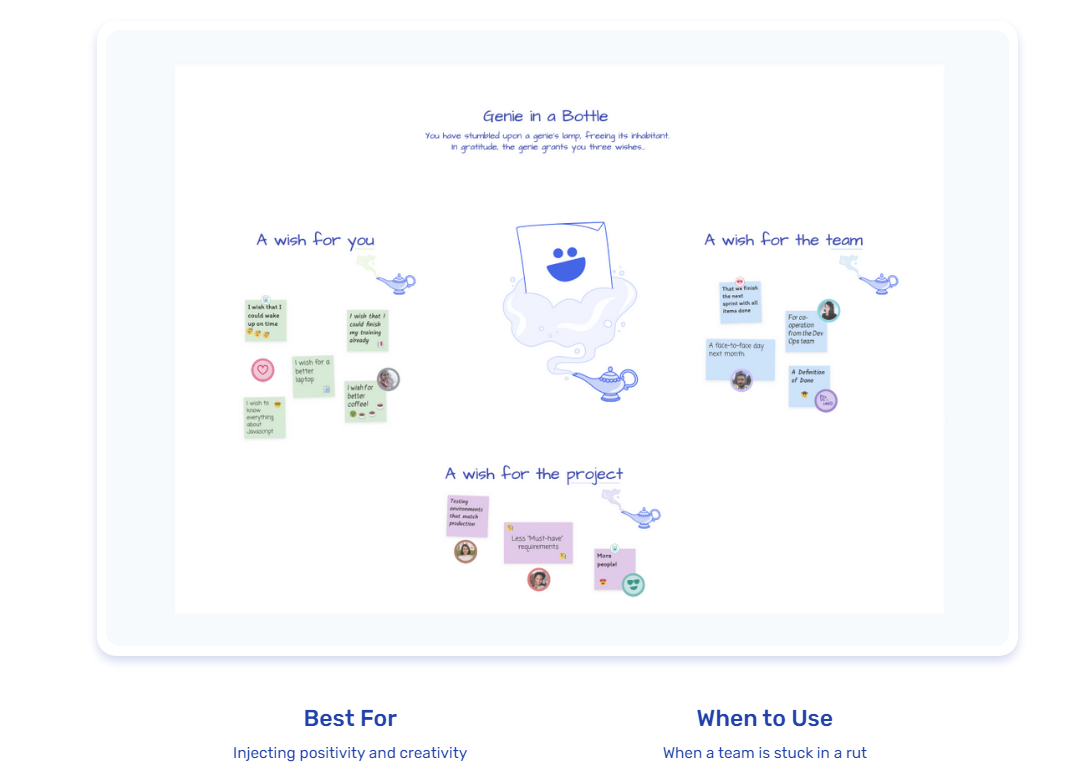 Genie in a Bottle
You have stumbled upon a genie's lamp, freeing its inhabitant.
In gratitude, the genie grants you three wishes...
A wish for you
I wish that I
could wake
up on time
I wish that I
could finish
my training
already
I wish for a
better
laptop
I wish for
better
coffee!
I wish to
know
everything
about
Javascript
A wish for the team
That we finish
the next
sprint with all
items done
For co-
operation
from the Dev
Ops team
A face-to-face day
next month
A Definition
of Done
A wish for the project
Testing
environments
that match
production
Less "Must-have"
requirements
More
people!
Best For
Injecting positivity and creativity
When to Use
When a team is stuck in a rut